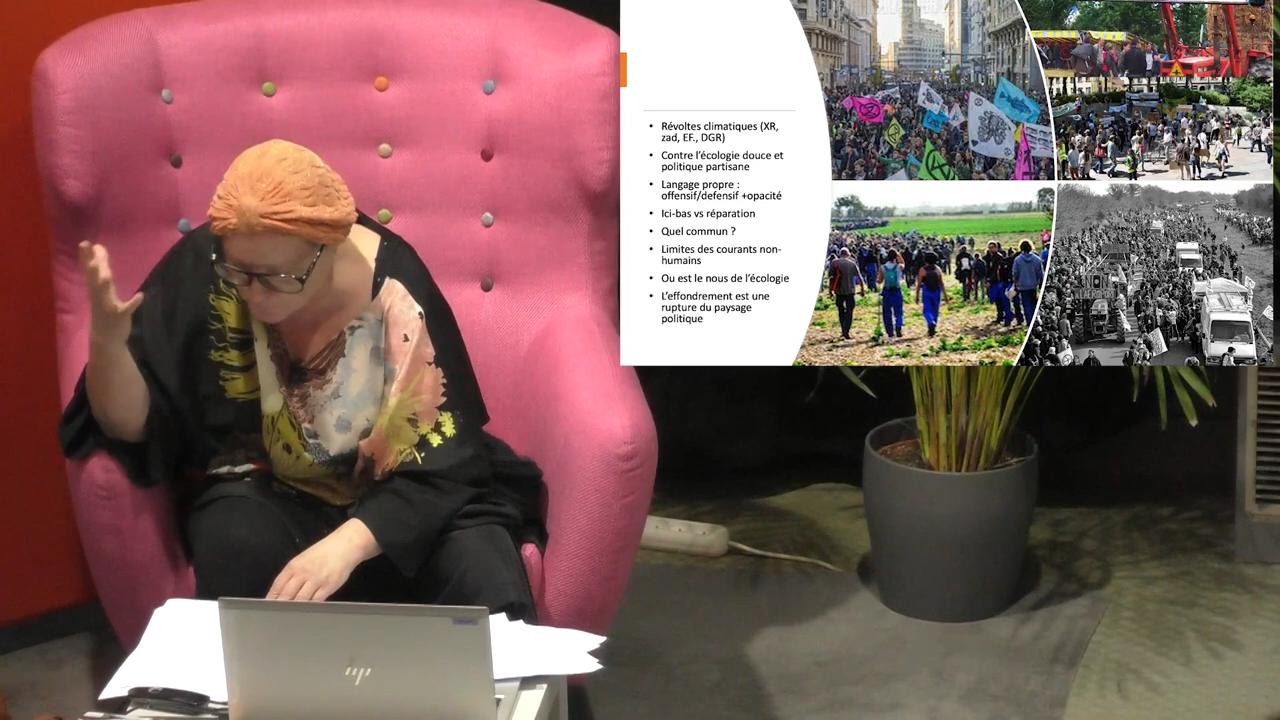 • Révoltes climatiques (XR,
zad, EF., DGR)
• Contre l'écologie douce et
politique partisane
• Langage propre :
offensif/defensif +opacité
• Ici-bas vs réparation
• Quel commun ?
• Limites des courants non-
humains
• Ou est le nous de l'écologie
• L'effondrement est une
rupture du paysage
politique
NON
hp